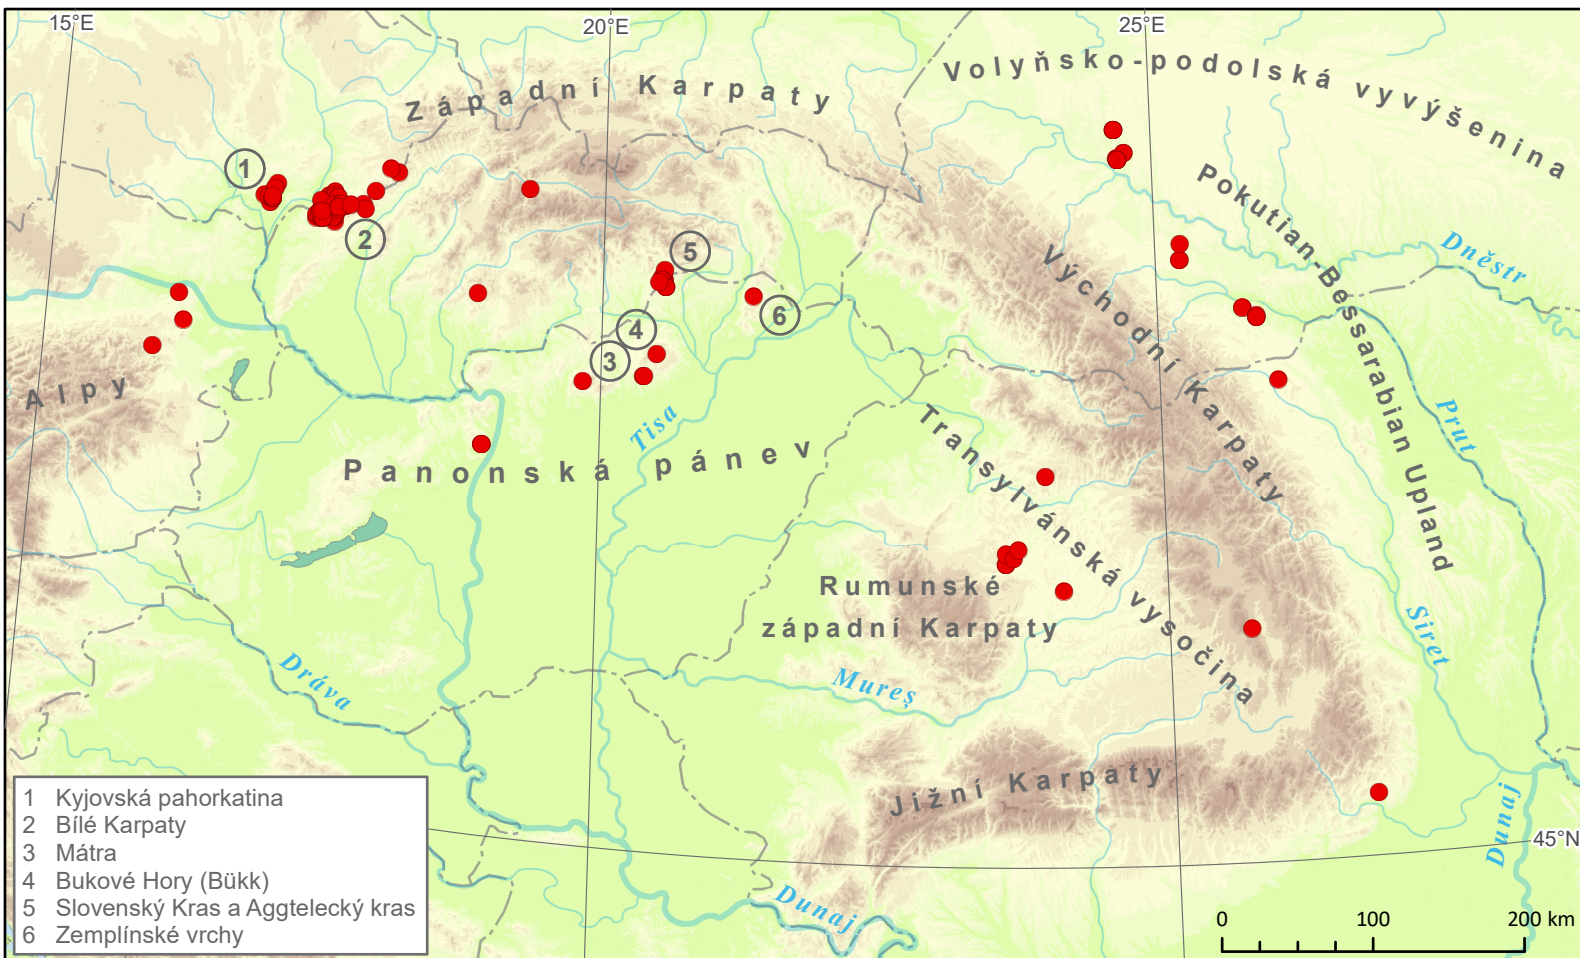 15°E
20°E
25°E
Volyňsko-podolská vyvýšenina
Západní Karpaty
1
Pokutian-Bessarabian Upland
2
5
Dněstr
Východní Karpaty
6
4
3
Alpy
Tisa
Prut
Transylvánská vysočina
Panonská pánev
Rumunské
západní Karpaty
Siret
Dráva
Mureş
Jižní Karpaty
Dunaj
45°N
1 Kyjovská pahorkatina
2 Bílé Karpaty
3 Mátra
4 Bukové Hory (Bükk)
5 Slovenský Kras a Aggtelecký kras
6 Zemplínské vrchy
Dunaj
0 100 200 km